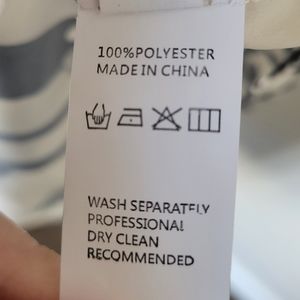 100%POLYESTER
MADE IN CHINA
WASH SEPARATELY
PROFESSIONAL
DRY CLEAN
RECOMMENDED